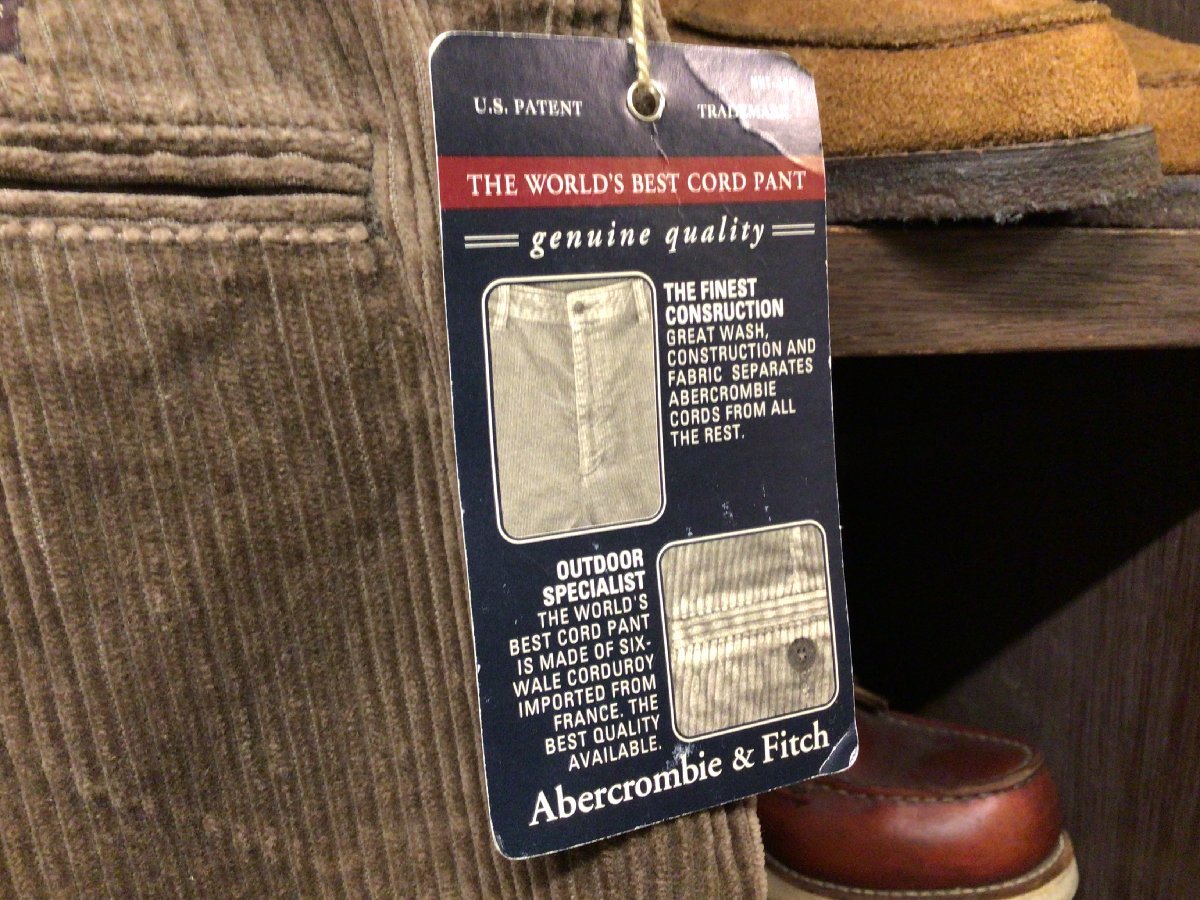 U.S. PATENT
TRADEMARK
THE WORLD'S BEST CORD PANT
genuine quality
THE FINEST
CONSRUCTION
GREAT WASH,
CONSTRUCTION AND
FABRIC SEPARATES
ABERCROMBIE
CORDS FROM ALL
THE REST.
OUTDOOR
SPECIALIST
THE WORLD'S
BEST CORD PANT
IS MADE OF SIX-
WALE CORDUROY
IMPORTED FROM
FRANCE. THE
BEST QUALITY
AVAILABLE.
Abercrombie & Fitch